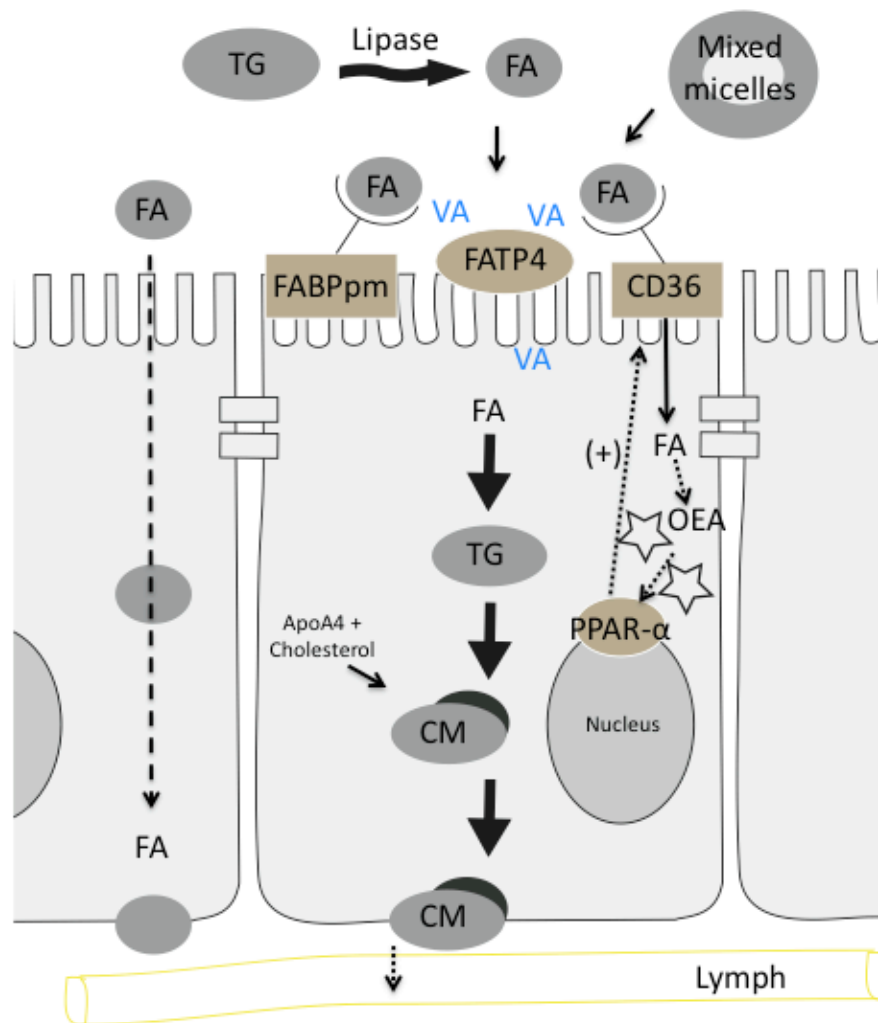 Lipase
TG
FA
Mixed
micelles
FA
FA
FA
VA
VA
FABPpm
FATP4
CD36
VA
FA
(+)
FA
OEA
TG
PPAR-α
ApoA4 +
Cholesterol
CM
Nucleus
FA
CM
Lymph